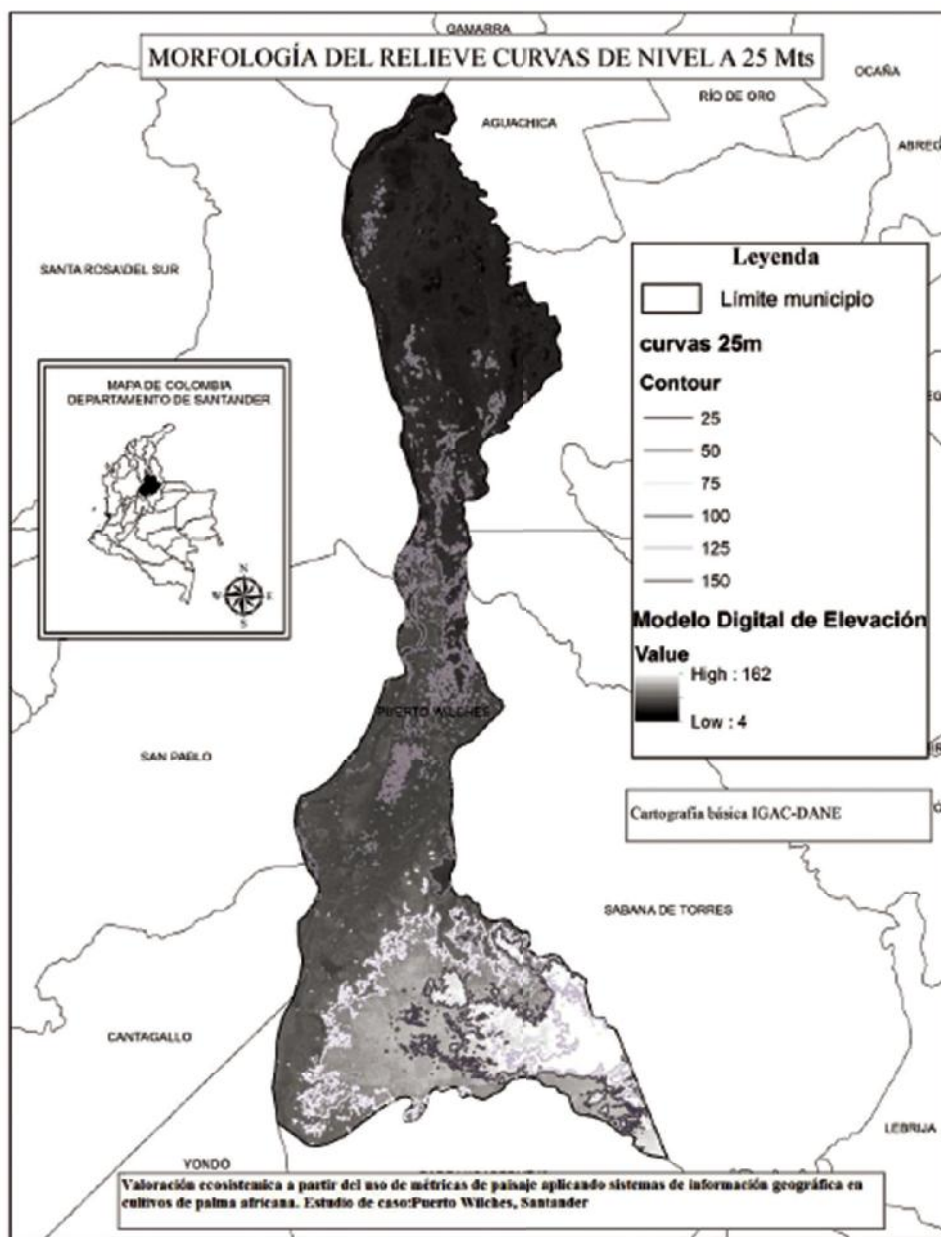 GAMARRA
MORFOLOGÍA DEL RELIEVE CURVAS DE NIVEL A 25 Mts
OCAÑA
RÍO DE ORO
AGUACHICA
ABREG
SANTA ROSA DEL SUR
Leyenda
Límite municipio
curvas 25m
Contour
25
50
75
100
125
150
Modelo Digital de Elevación
Value
High : 162
Low : 4
MAPA DE COLOMBIA
DEPARTAMENTO DE SANTANDER
N
W
E
S
PUERTO WILCHES
SAN PABLO
Cartografía básica IGAC-DANE
SABANA DE TORRES
CANTAGALLO
LEBRIJA
YONDÓ
Valoración ecosistemica a partir del uso de métricas de paisaje aplicando sistemas de información geográfica en
cultivos de palma africana. Estudio de caso:Puerto Wilches, Santander